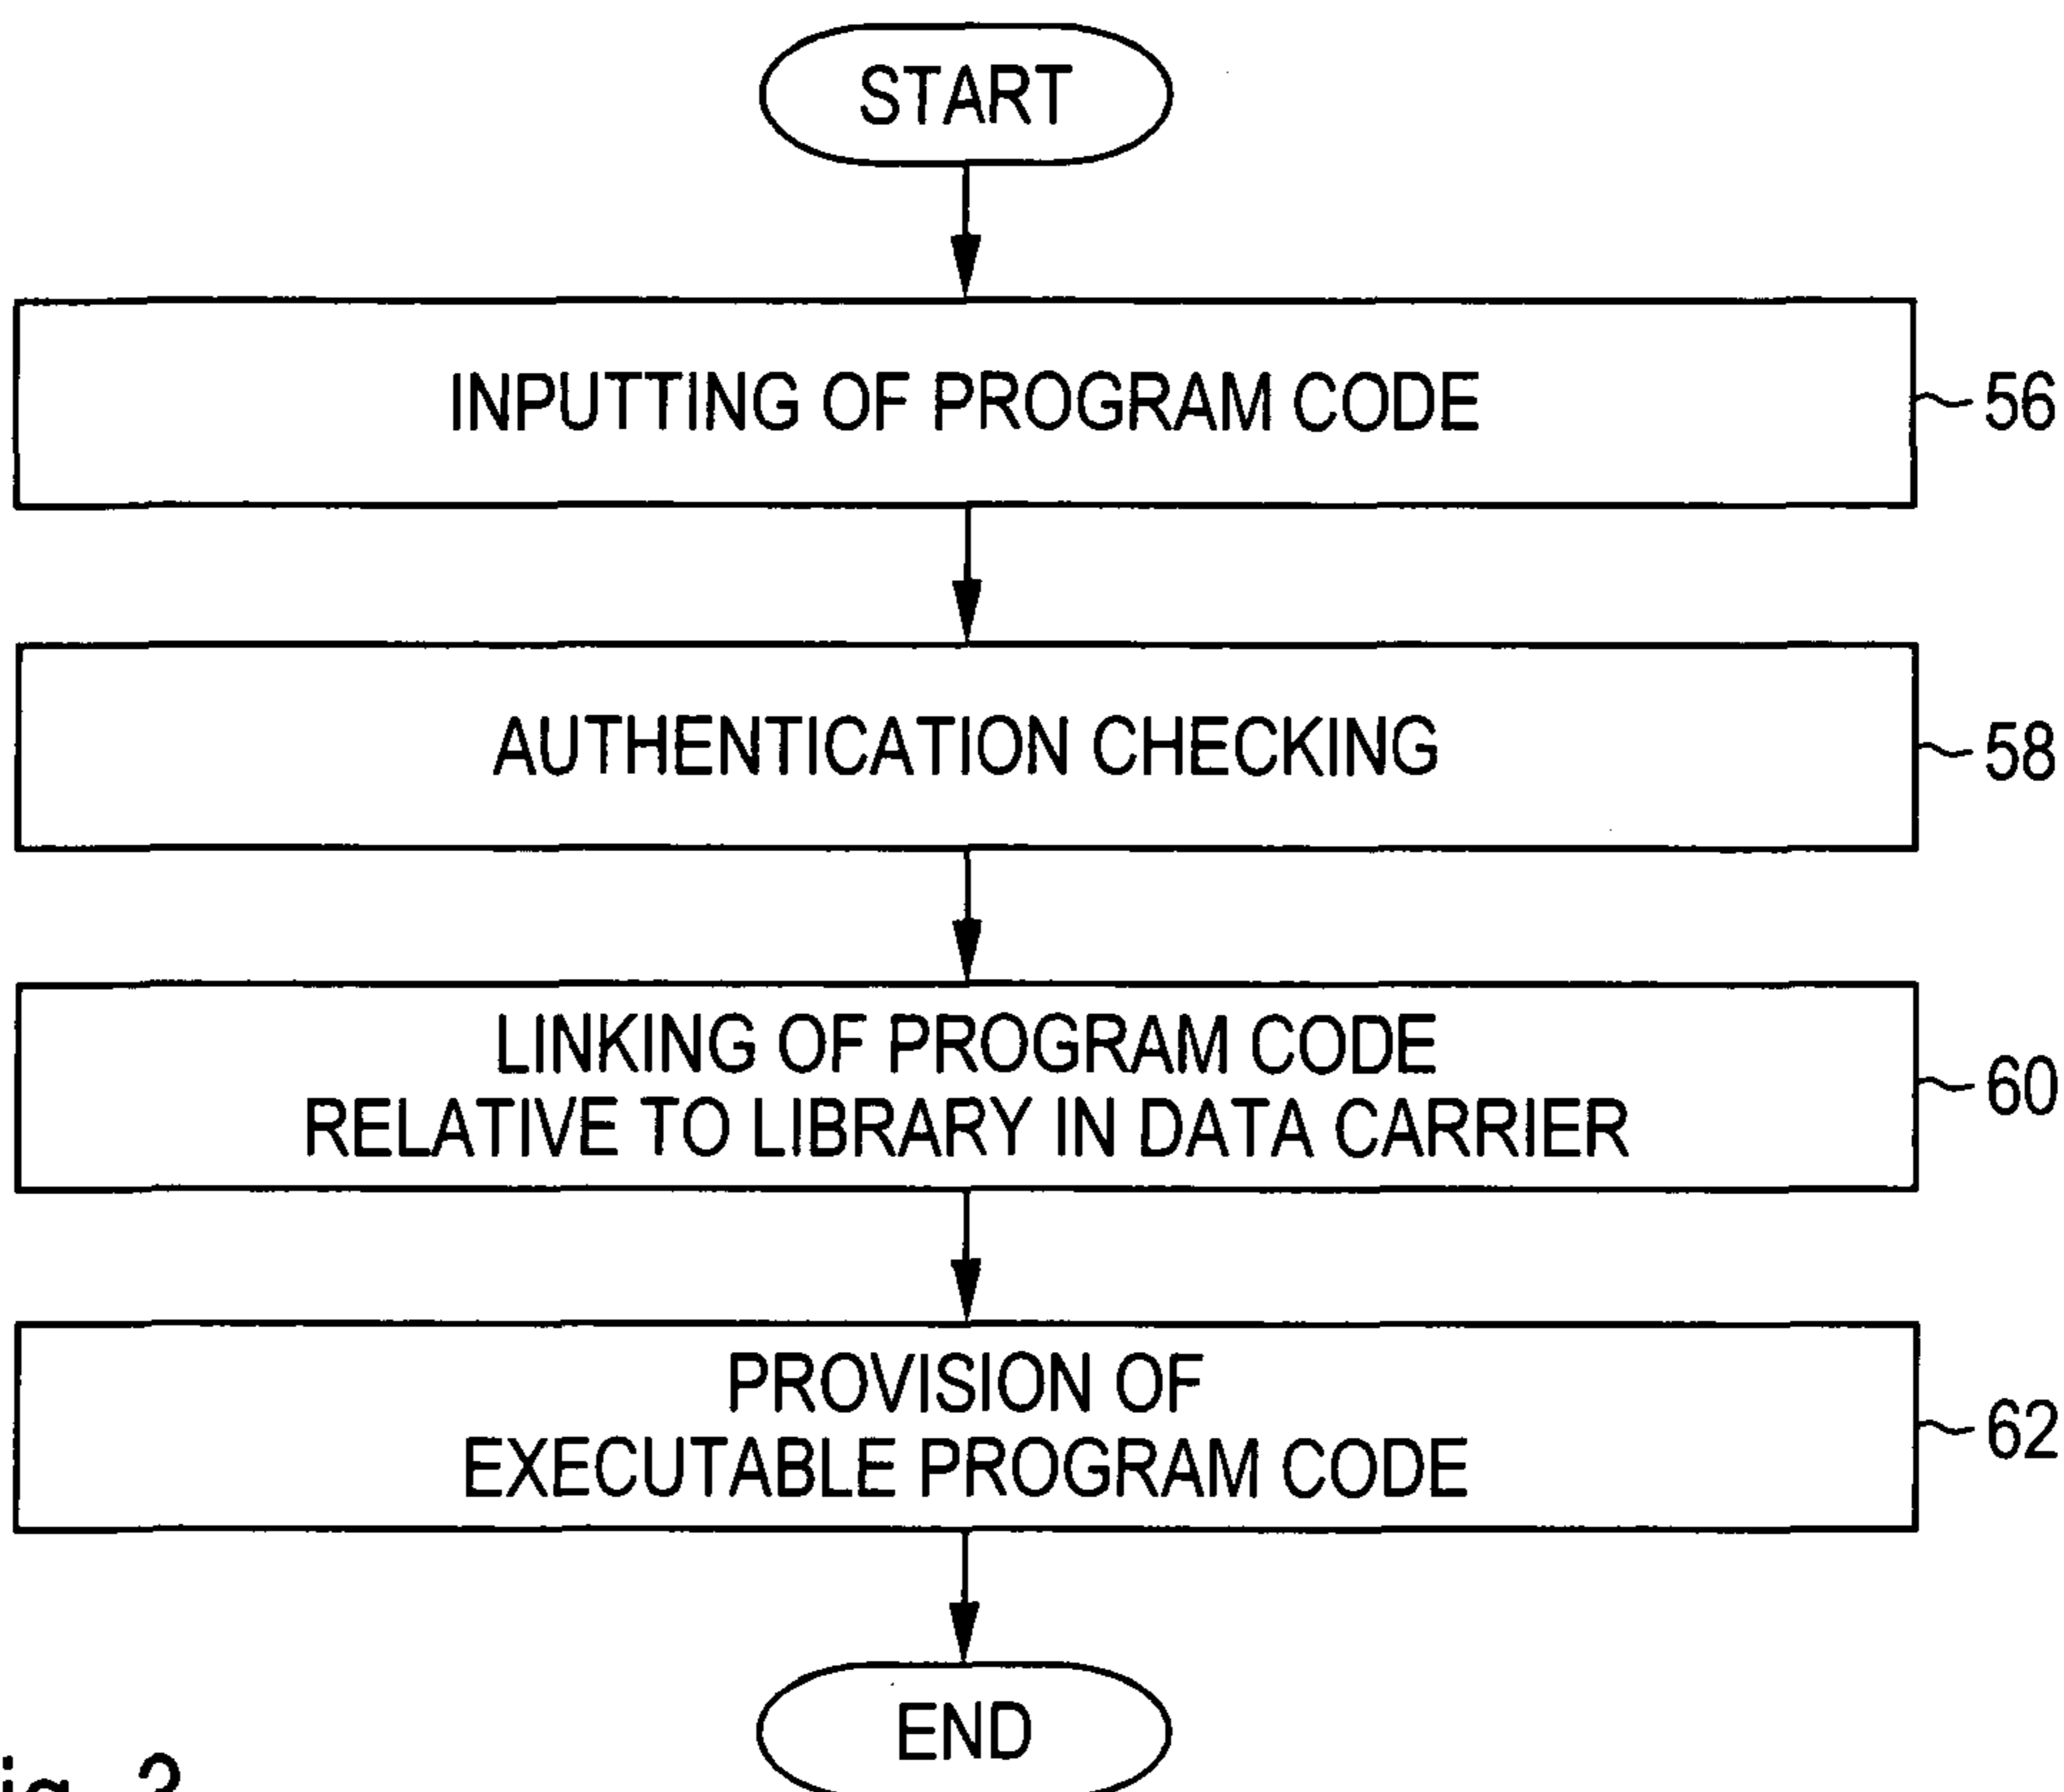 START
INPUTTING OF PROGRAM CODE
56
AUTHENTICATION CHECKING
58
LINKING OF PROGRAM CODE
RELATIVE TO LIBRARY IN DATA CARRIER
60
PROVISION OF
EXECUTABLE PROGRAM CODE
62
END